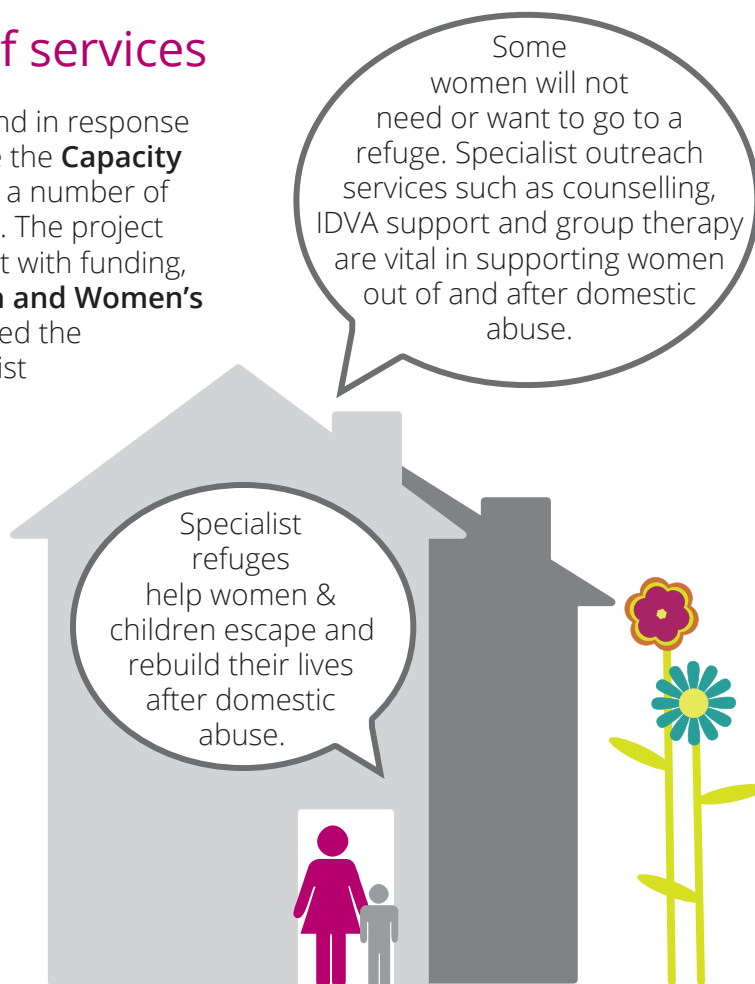 f services
nd in response
e the Capacity
a number of
. The project
t with funding,
n and Women's
ed the
ist
Some
women will not
need or want to go to a
refuge. Specialist outreach
services such as counselling,
IDVA support and group therapy
are vital in supporting women
out of and after domestic
abuse.
Specialist
refuges
help women &
children escape and
rebuild their lives
after domestic
abuse.